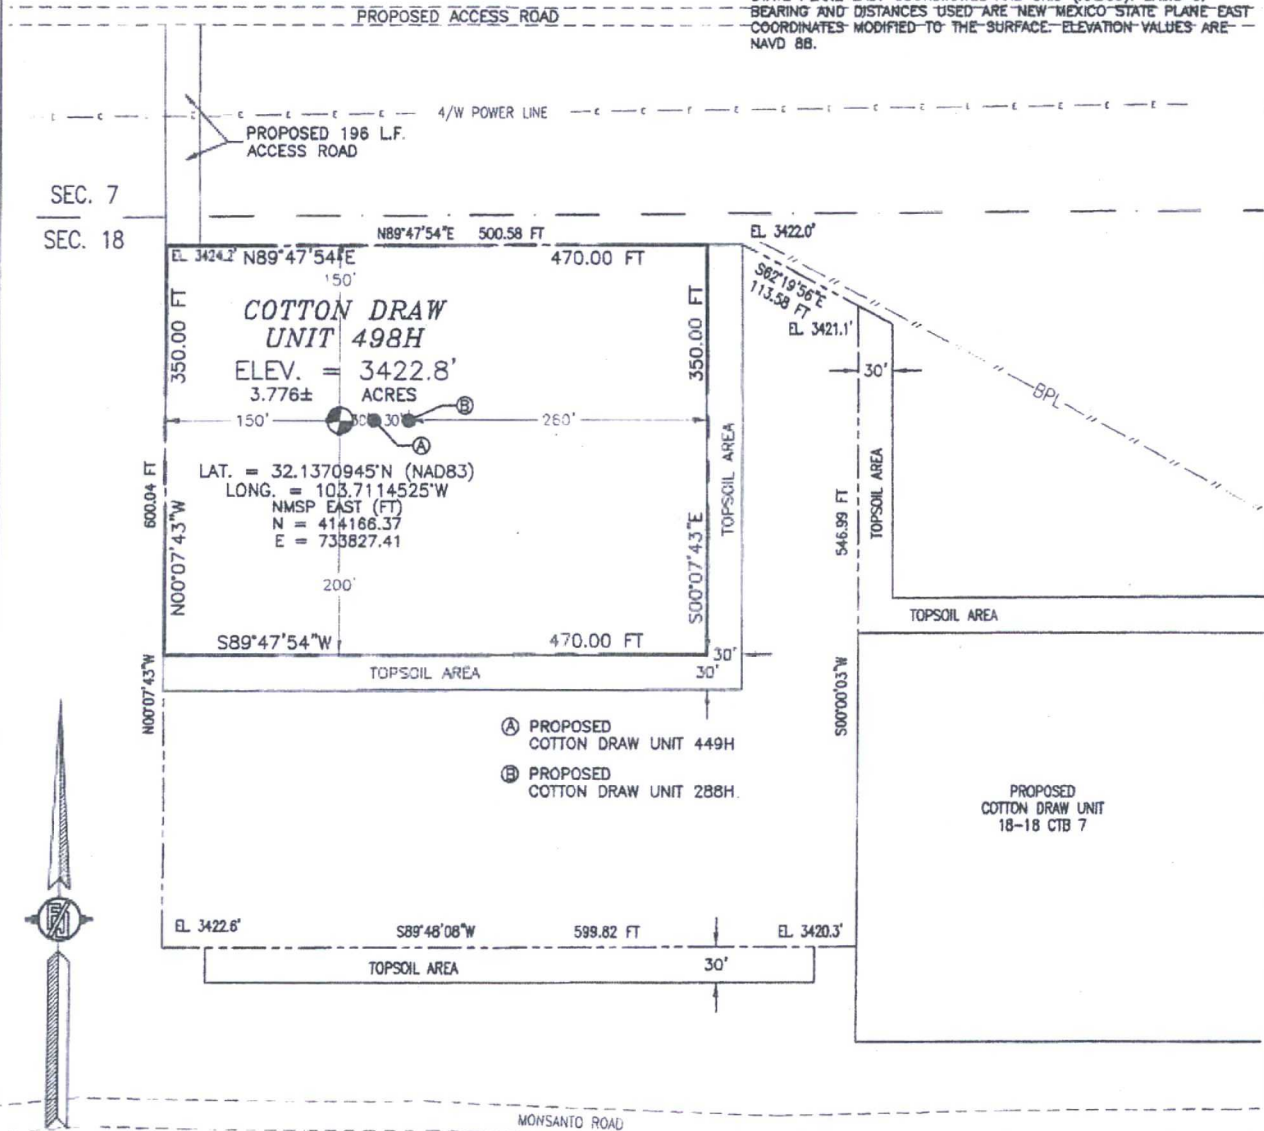 BEARING AND DISTANCES USED ARE NEW MEXICO STATE PLANE EAST
COORDINATES MODIFIED TO THE SURFACE. ELEVATION VALUES ARE
NAVD 88.
PROPOSED ACCESS ROAD
4/W POWER LINE
PROPOSED 196 L.F.
ACCESS ROAD
SEC. 7
SEC. 18
N89°47'54"E 500.58 FT
EL 3422.0'
EL 3424.2'
N89°47'54"E
470.00 FT
150'
S62°19'56"E
113.58 FT
EL 3421.1'
350.00 FT
COTTON DRAW
UNIT 498H
ELEV. = 3422.8'
3.776± ACRES
350.00 FT
30'
BPL
150'
30'
260'
B
A
LAT. = 32.1370945°N (NAD83)
LONG. = 103.7114525°W
NMSP EAST (FT)
N = 414166.37
E = 733827.41
600.04 FT
N00°07'43"W
S00°07'43"E
TOPSOIL AREA
546.99 FT
TOPSOIL AREA
200'
TOPSOIL AREA
S89°47'54"W
470.00 FT
30'
TOPSOIL AREA
30'
N00°07'43"W
S00°00'03"W
A PROPOSED
COTTON DRAW UNIT 449H
B PROPOSED
COTTON DRAW UNIT 288H.
PROPOSED
COTTON DRAW UNIT
18-18 CTB 7
EL 3422.6'
S89°48'08"W 599.82 FT
EL 3420.3'
TOPSOIL AREA
30'
MONSANTO ROAD